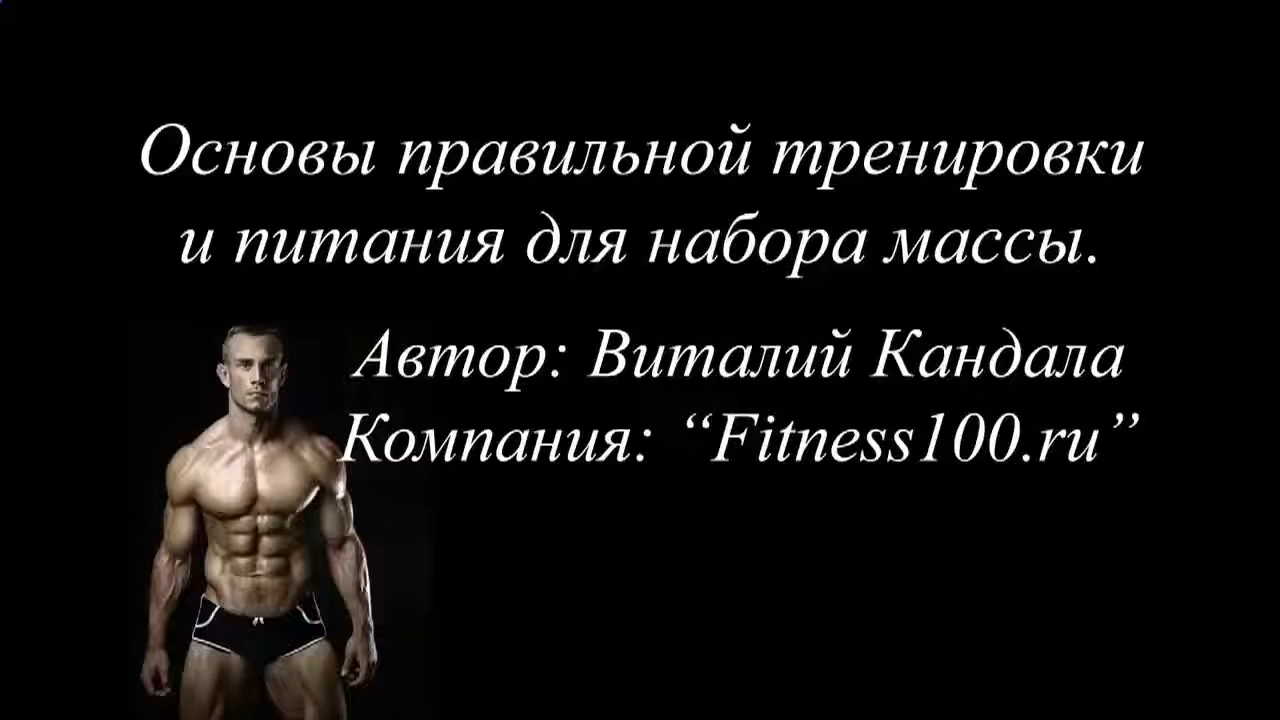 Основы правильной тренировки
и питания для набора массы.
Автор: Виталий Кандала
Компания: “Fitness100.ru”